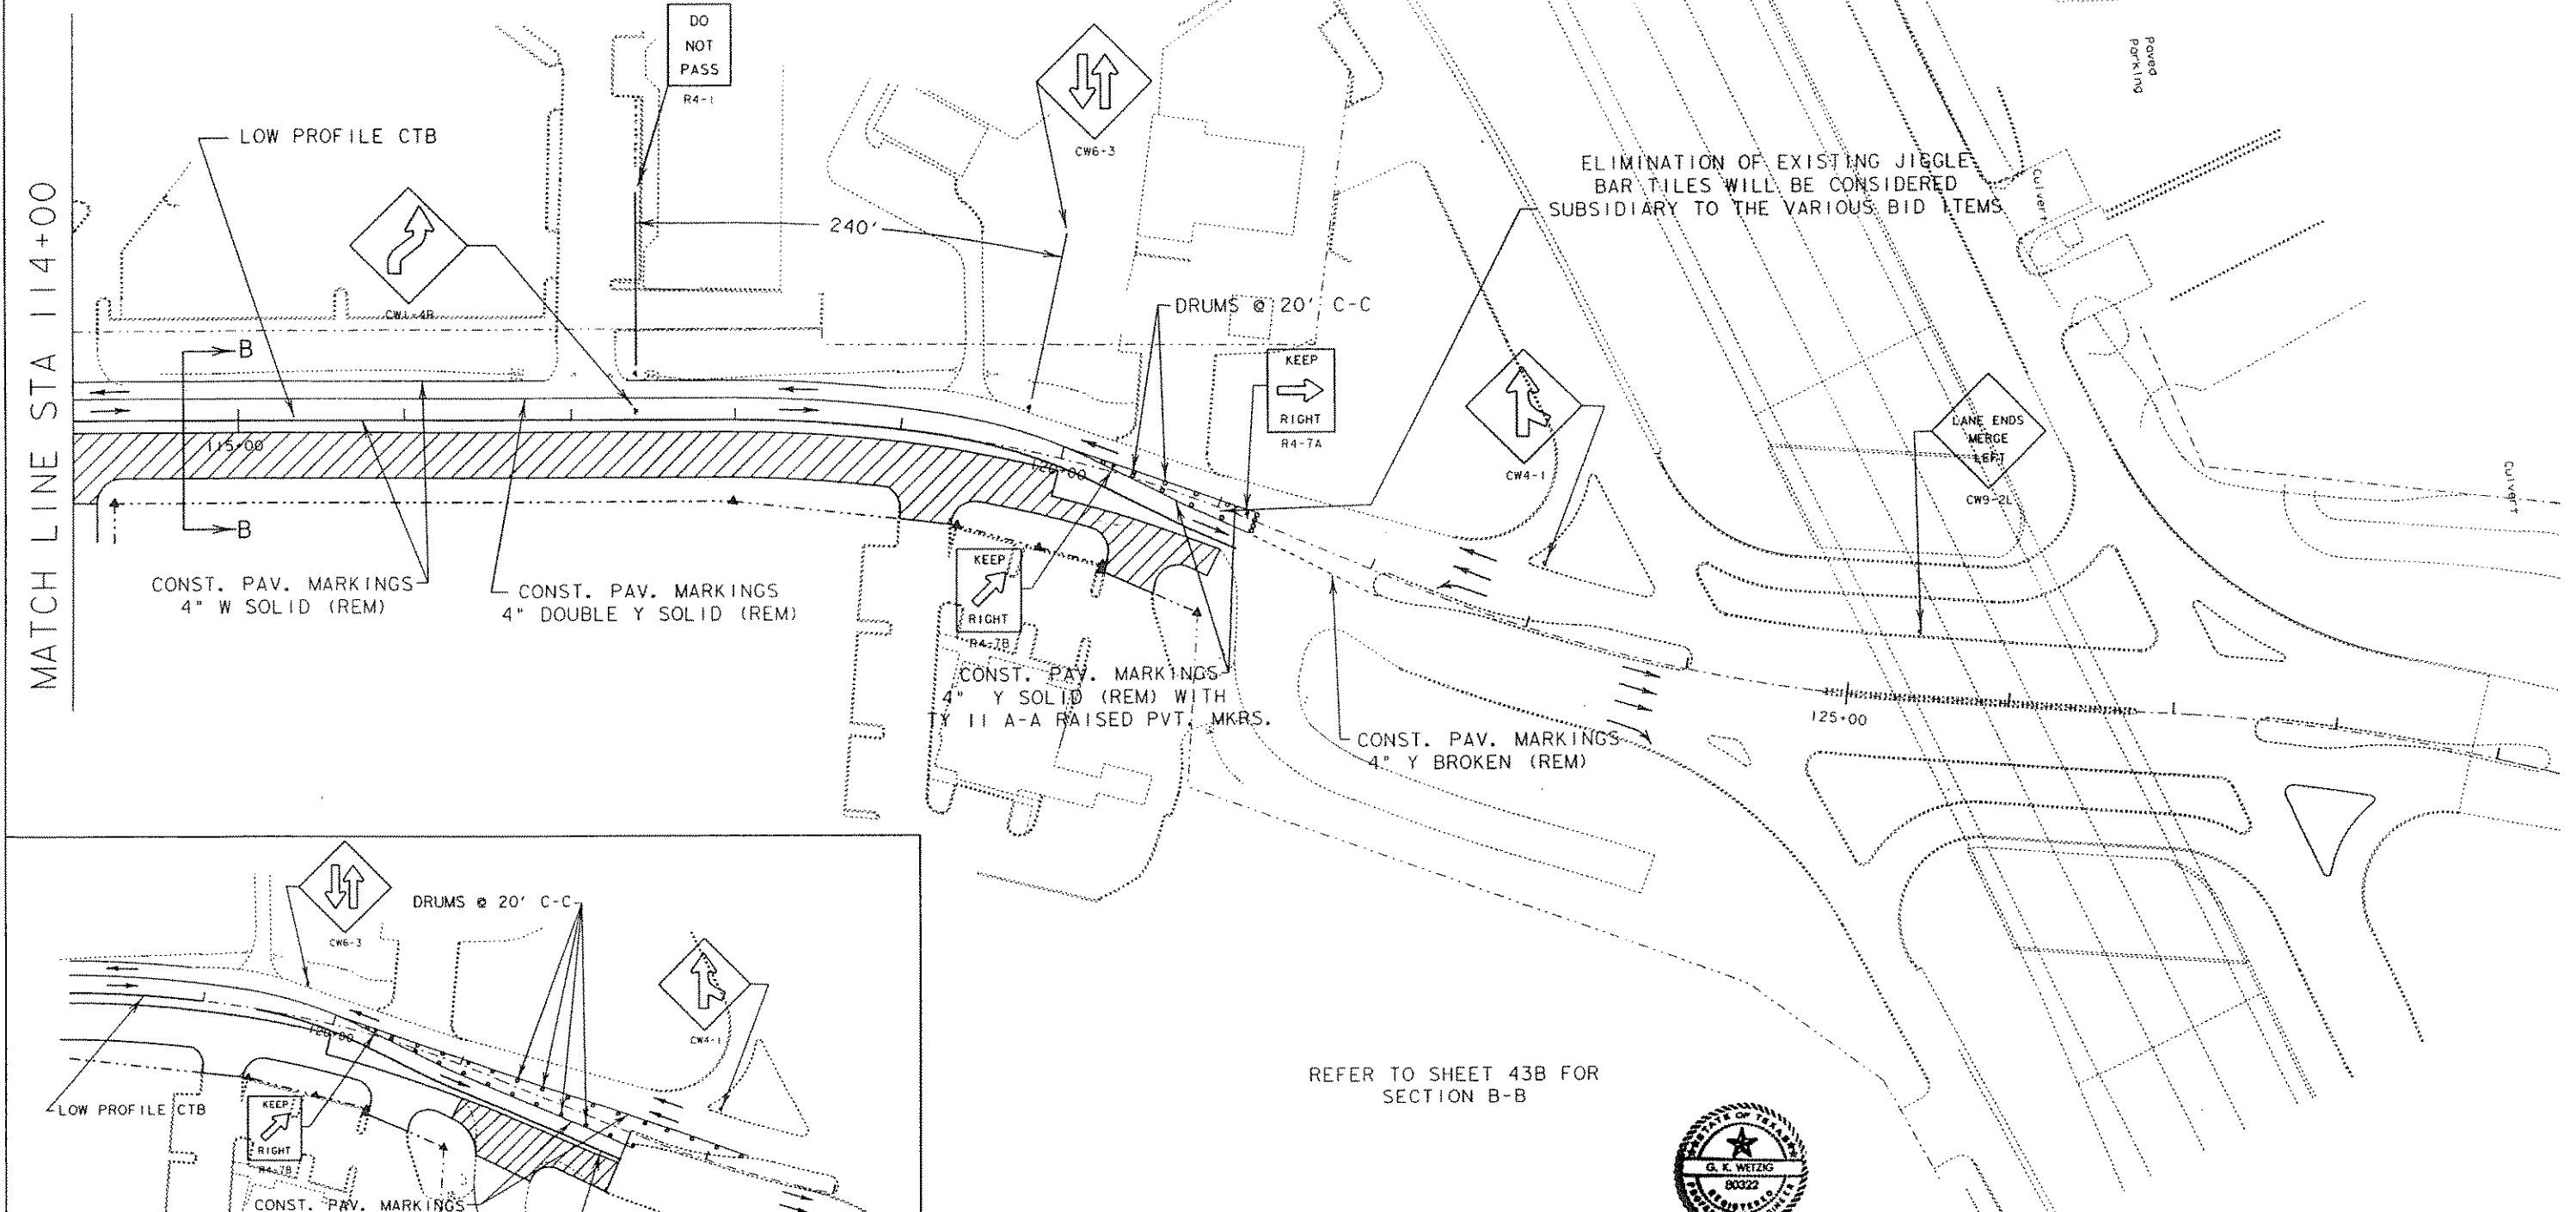 MATCH LINE STA 114+00
DO
NOT
PASS
R4-1
CW6-3
LOW PROFILE CTB
CW1-4R
240'
ELIMINATION OF EXISTING JIGGLE
BAR TILES WILL BE CONSIDERED
SUBSIDIARY TO THE VARIOUS BID ITEMS
Paved
Parking
Culvert
DRUMS @ 20' C-C
B
B
115+00
120+00
KEEP
RIGHT
R4-7A
CW4-1
LANE ENDS
MERGE
LEFT
CW9-2L
Culvert
CONST. PAV. MARKINGS
4" W SOLID (REM)
CONST. PAV. MARKINGS
4" DOUBLE Y SOLID (REM)
KEEP
RIGHT
R4-7B
CONST. PAV. MARKINGS
4" Y SOLID (REM) WITH
TY II A-A RAISED PVT. MKRS.
CONST. PAV. MARKINGS
4" Y BROKEN (REM)
125+00
CW6-3
DRUMS @ 20' C-C
CW4-1
120+00
LOW PROFILE CTB
KEEP
RIGHT
R4-7B
CONST. PAV. MARKINGS
REFER TO SHEET 43B FOR
SECTION B-B
STATE OF TEXAS
G. K. WETZIG
80322
REGISTERED